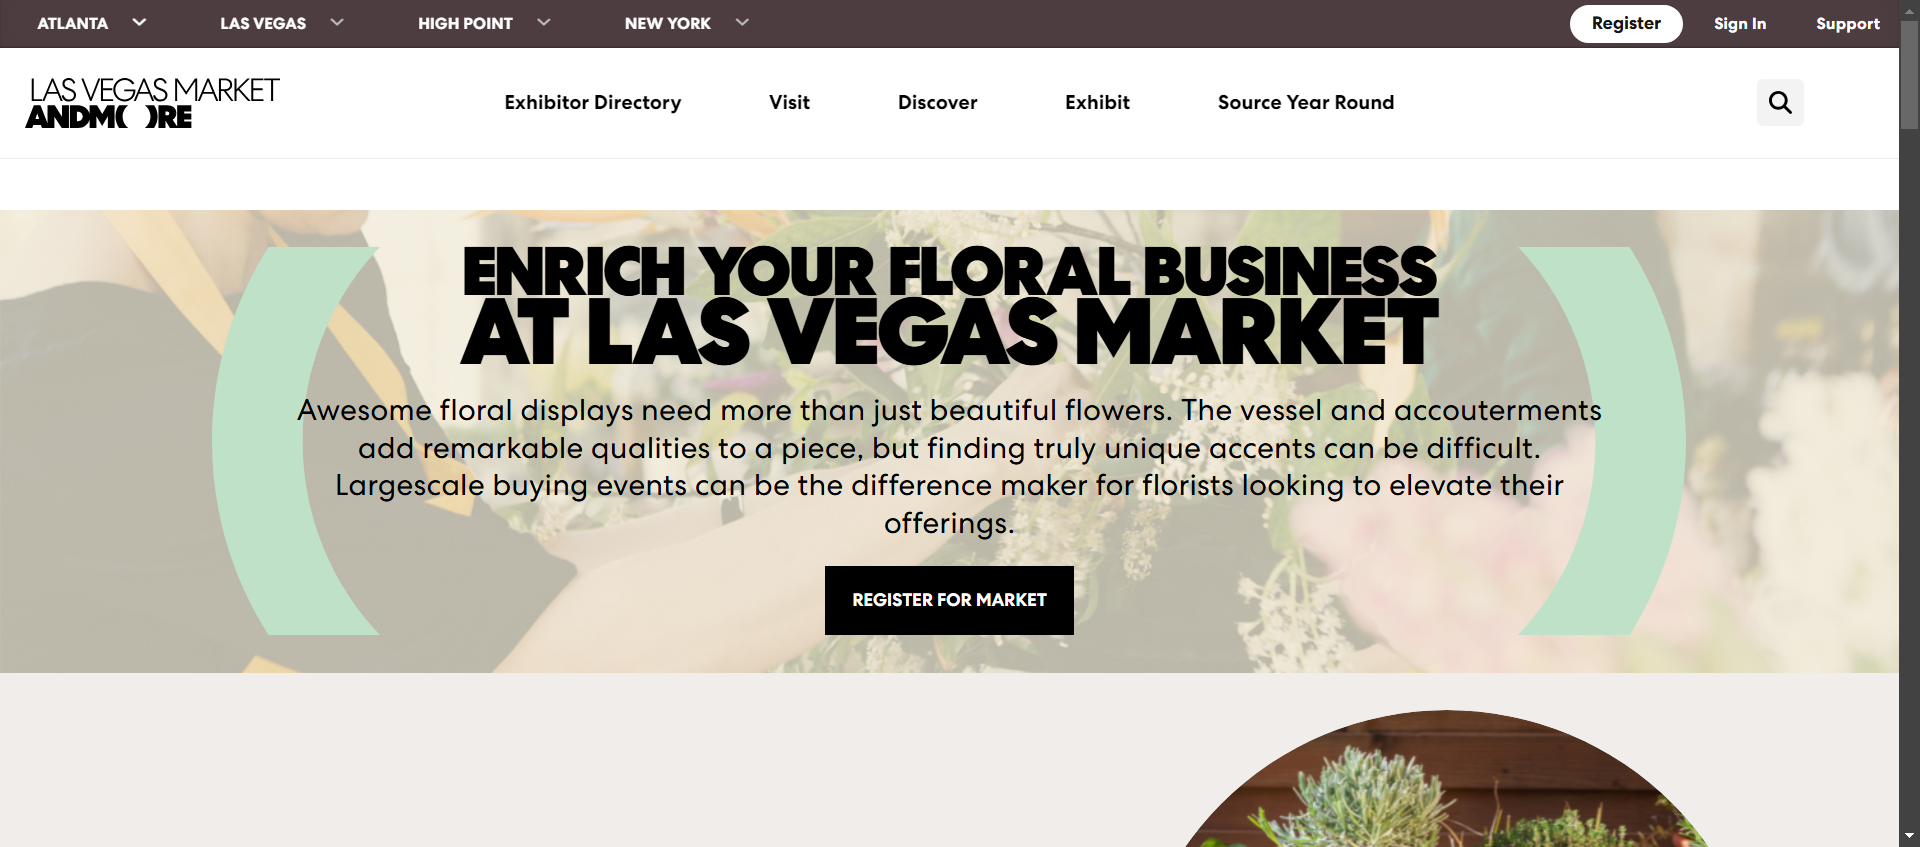 ATLANTA
LAS VEGAS
HIGH POINT
NEW YORK
Register
Sign In
Support
LAS VEGAS MARKET
ANDM( )RE
Exhibitor Directory
Visit
Discover
Exhibit
Source Year Round
ENRICH YOUR FLORAL BUSINESS
AT LAS VEGAS MARKET
Awesome floral displays need more than just beautiful flowers. The vessel and accouterments
add remarkable qualities to a piece, but finding truly unique accents can be difficult.
Largescale buying events can be the difference maker for florists looking to elevate their
offerings.
REGISTER FOR MARKET